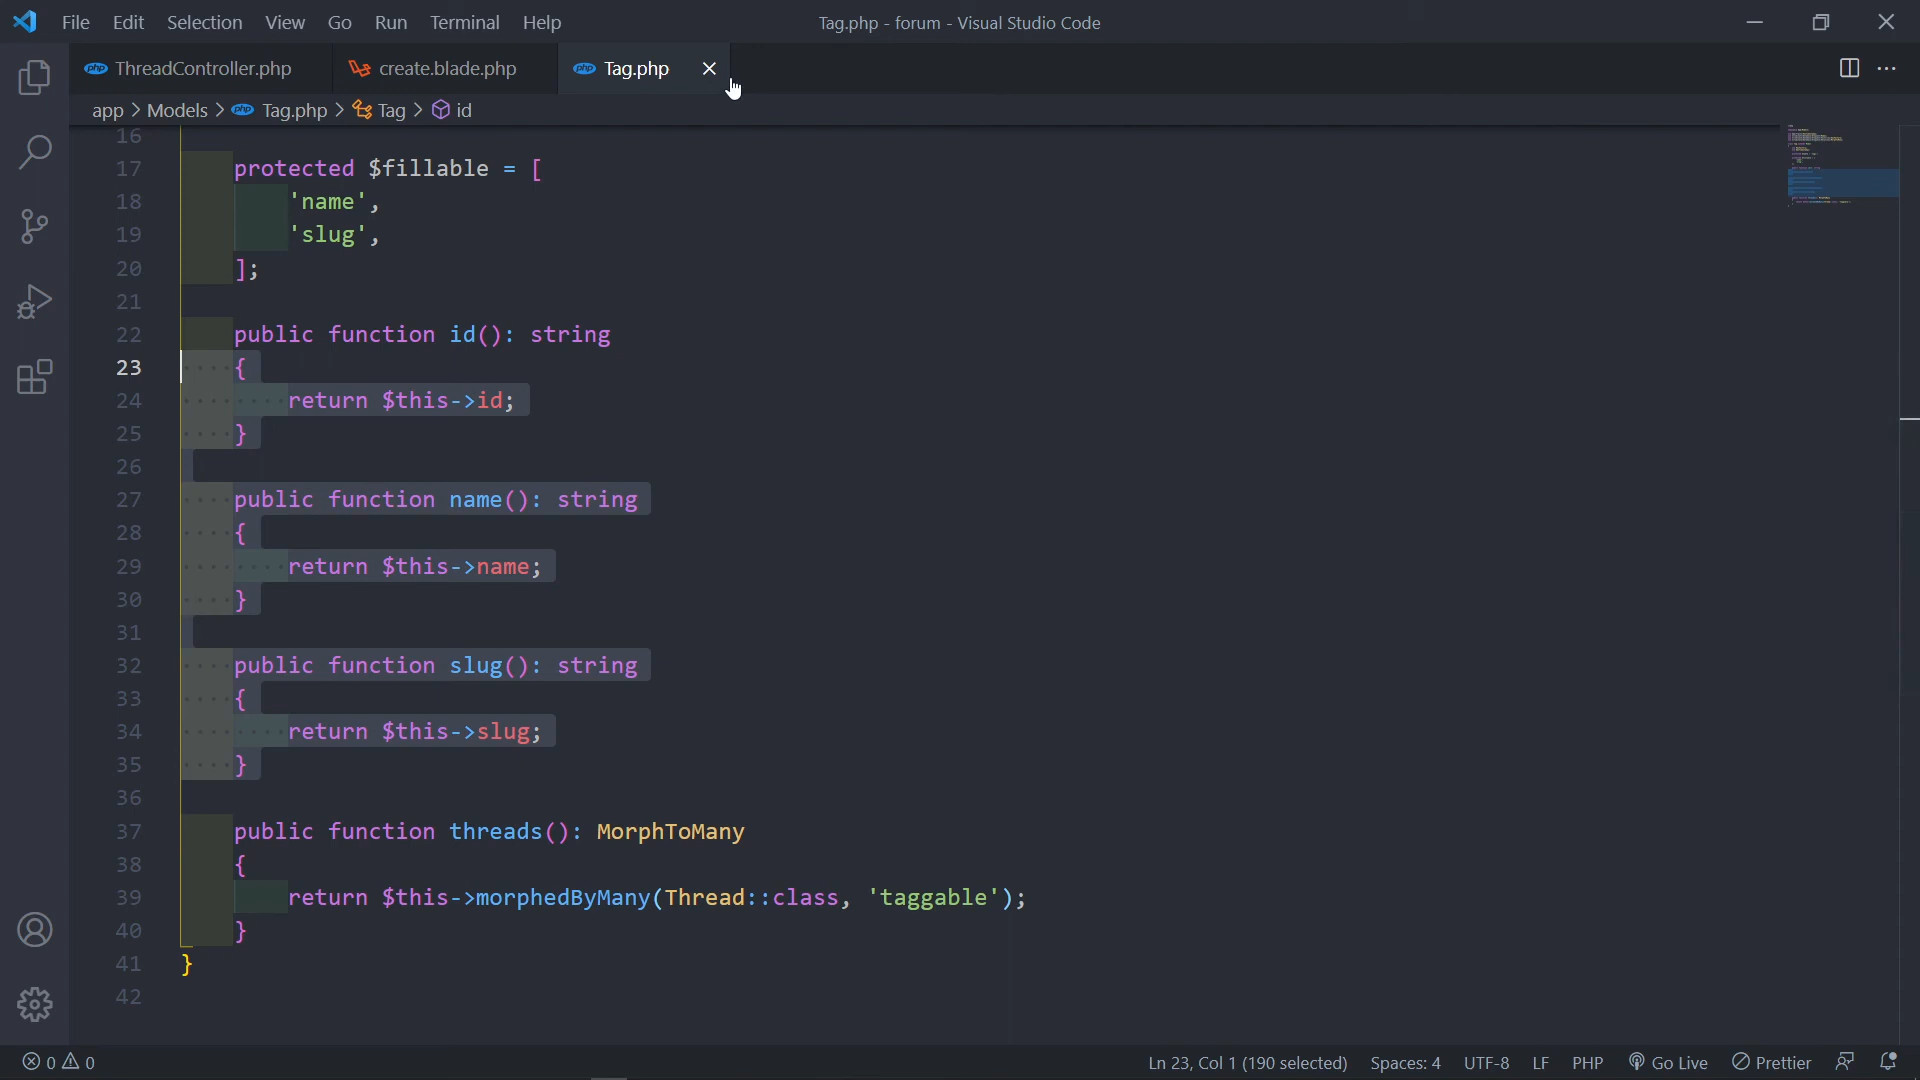 File Edit Selection View Go Run Terminal Help
Tag.php - forum - Visual Studio Code
ThreadController.php
create.blade.php
Tag.php
app > Models > Tag.php > Tag > id
16
17 protected $fillable = [
18 'name',
19 'slug',
20 ];
21
22 public function id(): string
23 {
24 return $this->id;
25 }
26
27 public function name(): string
28 {
29 return $this->name;
30 }
31
32 public function slug(): string
33 {
34 return $this->slug;
35 }
36
37 public function threads(): MorphToMany
38 {
39 return $this->morphedByMany(Thread::class, 'taggable');
40 }
41 }
42
0 0 Ln 23, Col 1 (190 selected) Spaces: 4 UTF-8 LF PHP Go Live Prettier